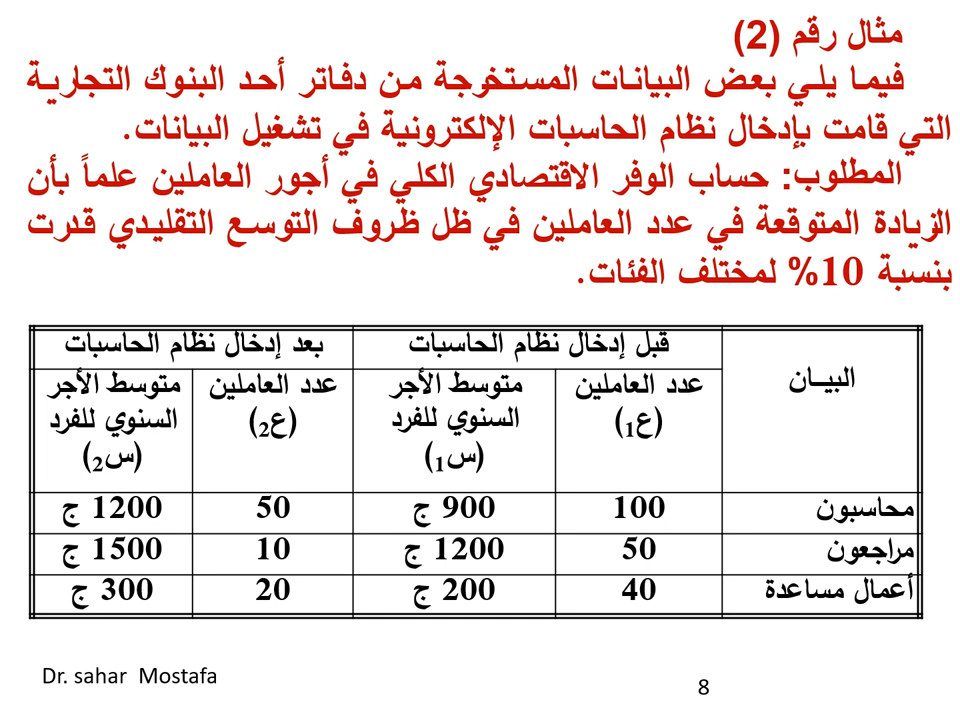 مثال رقم (2)
فيما يلي بعض البيانات المستخرجة من دفاتر أحد البنوك التجارية
التي قامت بإدخال نظام الحاسبات الإلكترونية في تشغيل البيانات.
المطلوب: حساب الوفر الاقتصادي الكلي في أجور العاملين علماً بأن
الزيادة المتوقعة في عدد العاملين في ظل ظروف التوسع التقليدي قدرت
بنسبة 10% لمختلف الفئات.
البيــان	قبل إدخال نظام الحاسبات	بعد إدخال نظام الحاسبات
عدد العاملين	متوسط الأجر	عدد العاملين	متوسط الأجر
(ع1)	السنوي للفرد	(ع2)	السنوي للفرد
(س1)	(س2)
محاسبون	100	900 ج	50	1200 ج
مراجعون	50	1200 ج	10	1500 ج
أعمال مساعدة	40	200 ج	20	300 ج
Dr. sahar Mostafa
8